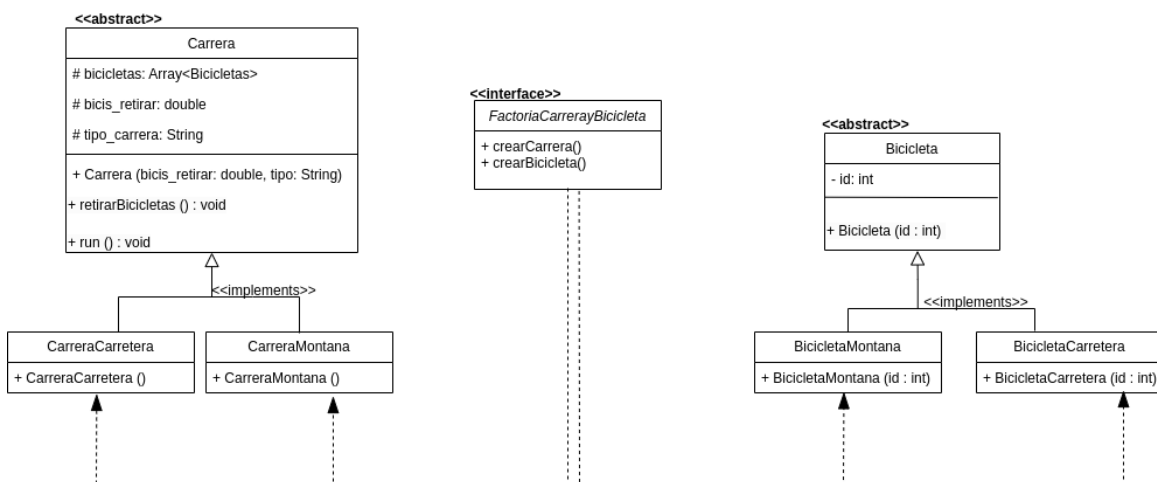 <<abstract>>
Carrera
# bicicletas: Array<Bicicletas>
# bicis_retirar: double
# tipo_carrera: String
+ Carrera (bicis_retirar: double, tipo: String)
+ retirarBicicletas () : void
+ run () : void
<<implements>>
CarreraCarretera
+ CarreraCarretera ()
CarreraMontana
+ CarreraMontana ()
<<interface>>
FactoriaCarrerayBicicleta
+ crearCarrera()
+ crearBicicleta()
<<abstract>>
Bicicleta
- id: int
+ Bicicleta (id : int)
<<implements>>
BicicletaMontana
+ BicicletaMontana (id : int)
BicicletaCarretera
+ BicicletaCarretera (id : int)